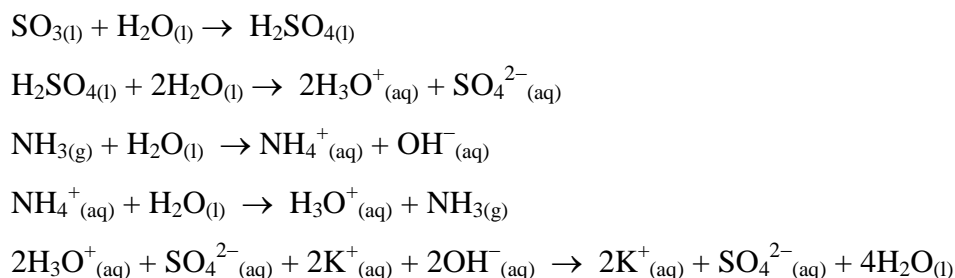 SO₃₍ₗ₎ + H₂O₍ₗ₎ → H₂SO₄₍ₗ₎
H₂SO₄₍ₗ₎ + 2H₂O₍ₗ₎ → 2H₃O⁺(aq) + SO₄²⁻(aq)
NH₃(g) + H₂O₍ₗ₎ → NH₄⁺(aq) + OH⁻(aq)
NH₄⁺(aq) + H₂O₍ₗ₎ → H₃O⁺(aq) + NH₃(g)
2H₃O⁺(aq) + SO₄²⁻(aq) + 2K⁺(aq) + 2OH⁻(aq) → 2K⁺(aq) + SO₄²⁻(aq) + 4H₂O₍ₗ₎